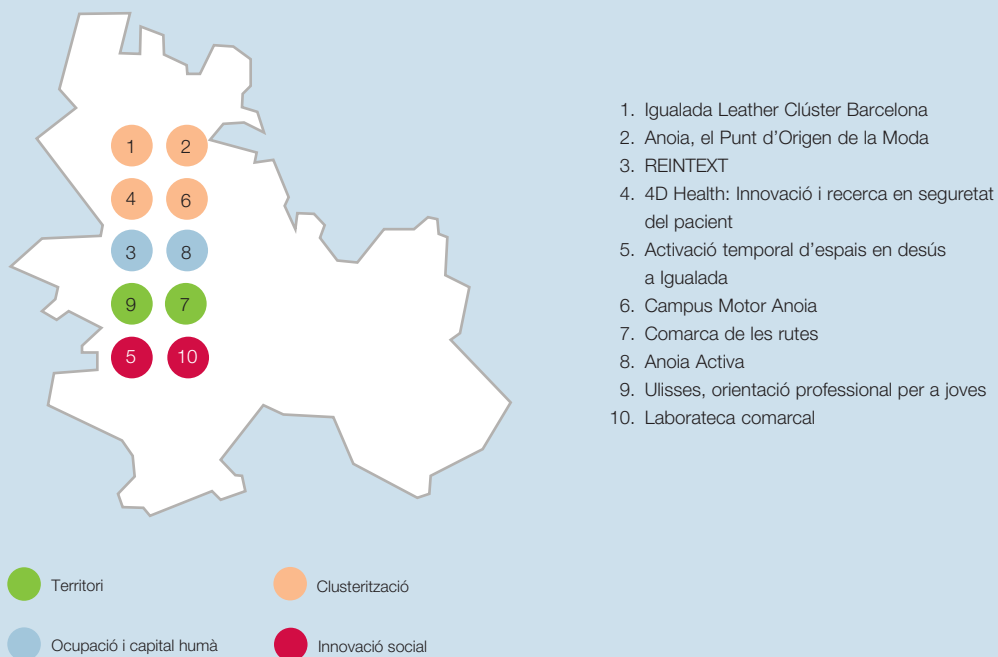 1 2
4 6
3 8
9 7
5 10
1. Igualada Leather Clúster Barcelona
2. Anoia, el Punt d’Origen de la Moda
3. REINTEXT
4. 4D Health: Innovació i recerca en seguretat
del pacient
5. Activació temporal d’espais en desús
a Igualada
6. Campus Motor Anoia
7. Comarca de les rutes
8. Anoia Activa
9. Ulisses, orientació professional per a joves
10. Laborateca comarcal
Territori
Clusterització
Ocupació i capital humà
Innovació social